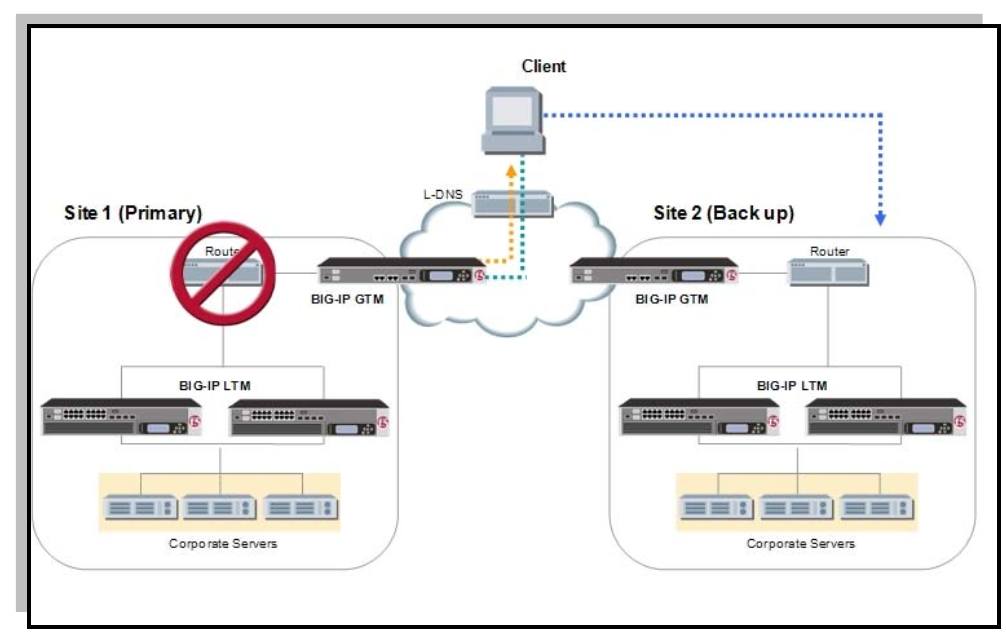 Client
L-DNS
Site 1 (Primary)
Site 2 (Back up)
Router
BIG-IP GTM
BIG-IP GTM
BIG-IP LTM
BIG-IP LTM
Corporate Servers
Corporate Servers